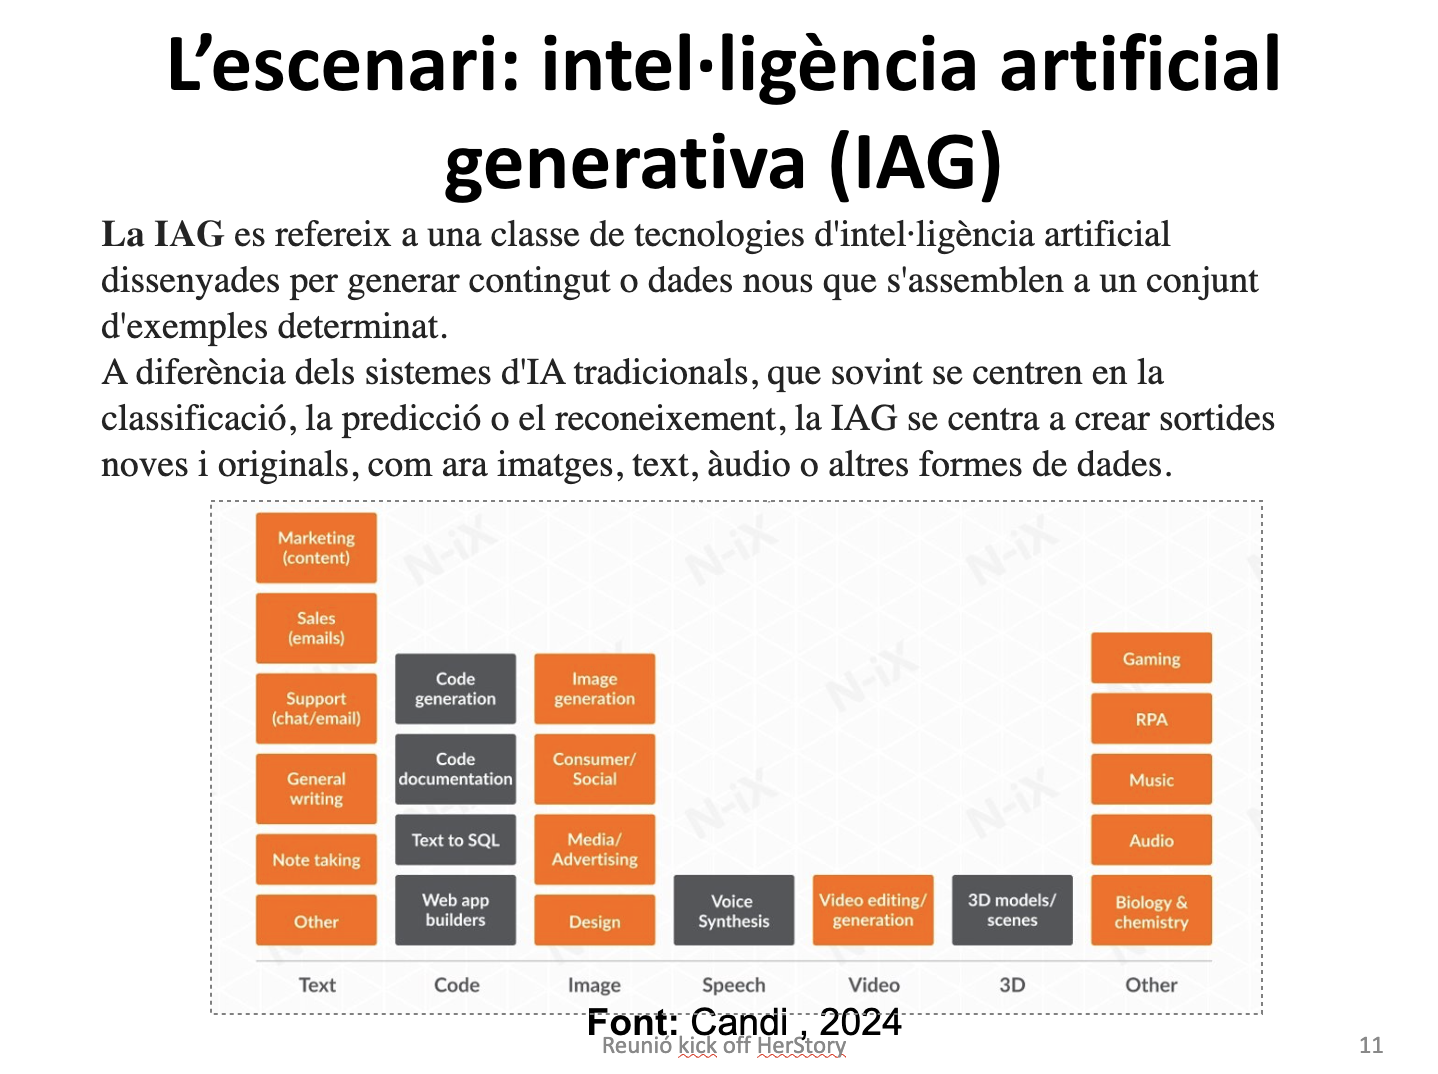 L’escenari: intel·ligència artificial
generativa (IAG)
La IAG es refereix a una classe de tecnologies d'intel·ligència artificial
dissenyades per generar contingut o dades nous que s'assemblen a un conjunt
d'exemples determinat.
A diferència dels sistemes d'IA tradicionals, que sovint se centren en la
classificació, la predicció o el reconeixement, la IAG se centra a crear sortides
noves i originals, com ara imatges, text, àudio o altres formes de dades.
Marketing
(content)
Sales
(emails)
Support
(chat/email)
General
writing
Note taking
Other
Text
Code
generation
Code
documentation
Text to SQL
Web app
builders
Code
Image
generation
Consumer/
Social
Media/
Advertising
Design
Image
Voice
Synthesis
Speech
Video editing/
generation
Video
3D models/
scenes
3D
Gaming
RPA
Music
Audio
Biology &
chemistry
Other
N-iX
N-iX
N-iX
N-iX
N-iX
N-iX
Font: Candi , 2024
Reunió kick off HerStory
11